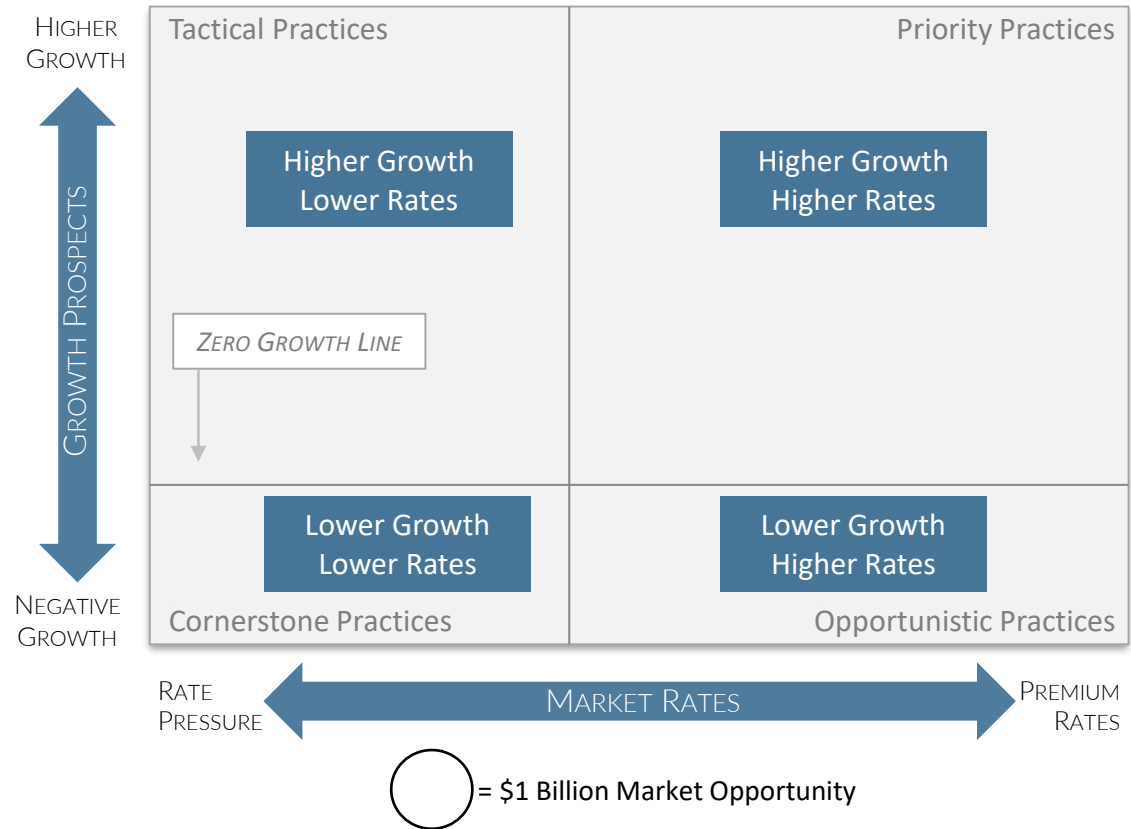 HIGHER
GROWTH
Tactical Practices
Priority Practices
Higher Growth
Lower Rates
Higher Growth
Higher Rates
GROWTH PROSPECTS
ZERO GROWTH LINE
Lower Growth
Lower Rates
Lower Growth
Higher Rates
NEGATIVE
GROWTH
Cornerstone Practices
Opportunistic Practices
RATE
PRESSURE
MARKET RATES
PREMIUM
RATES
= $1 Billion Market Opportunity